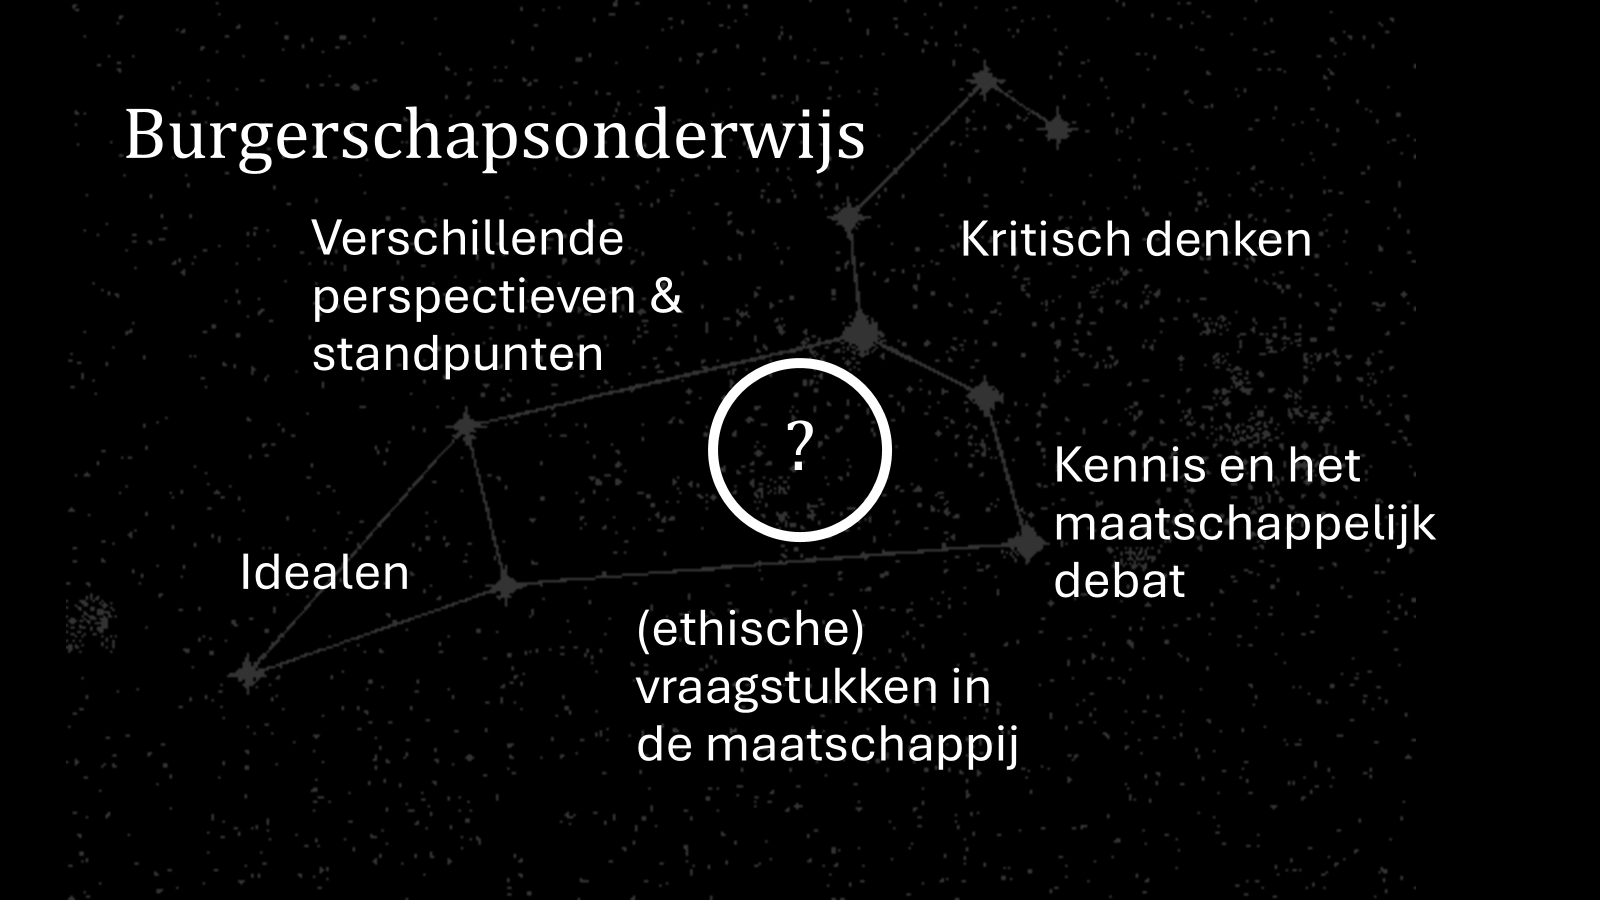 Burgerschapsonderwijs
Verschillende
perspectieven &
standpunten
Kritisch denken
?
Kennis en het
maatschappelijk
debat
Idealen
(ethische)
vraagstukken in
de maatschappij